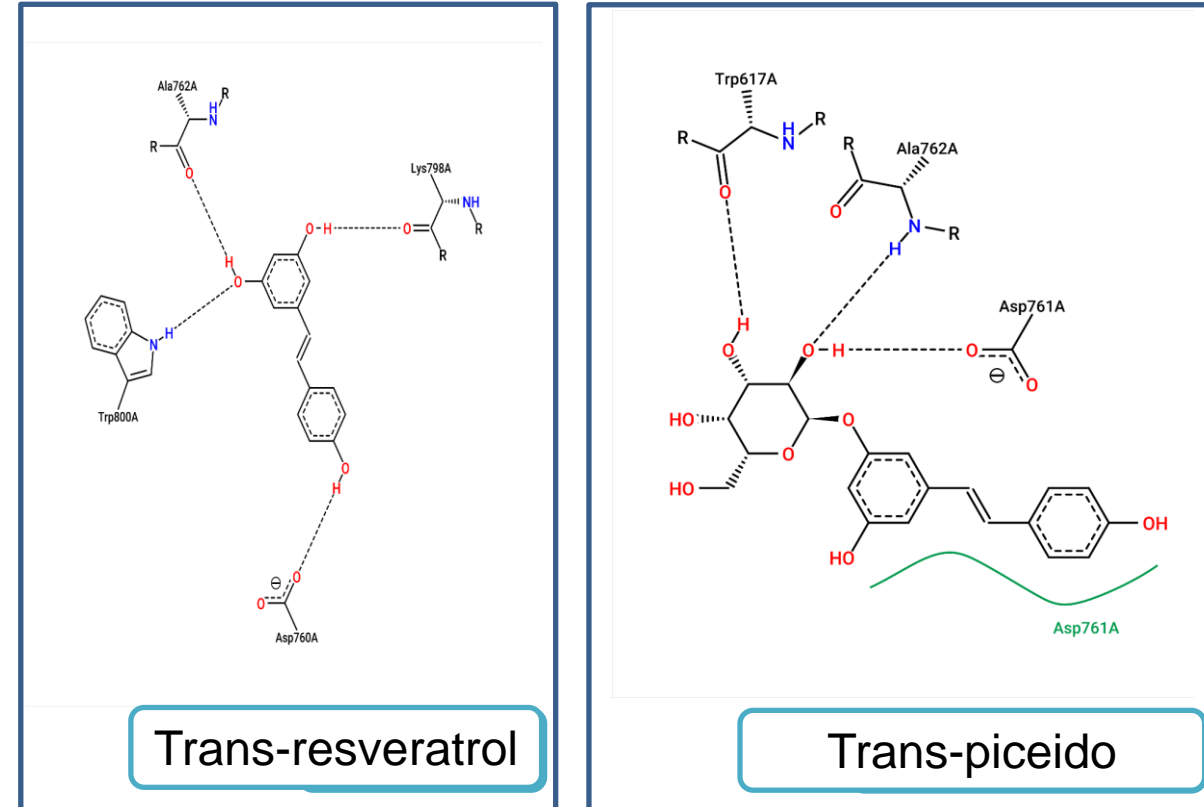 Ala762A
H
N
R
R
O
Lys798A
O
H
O
NH
R
R
H
O
H
N
Trp800A
O
H
⊖
O
O
Asp760A
Trans-resveratrol
Trp617A
H
N
R
R
O
R
Ala762A
O
N
R
H
Asp761A
H
O
O
H
O
⊖
O
HO
O
O
HO
HO
OH
Asp761A
Trans-piceido